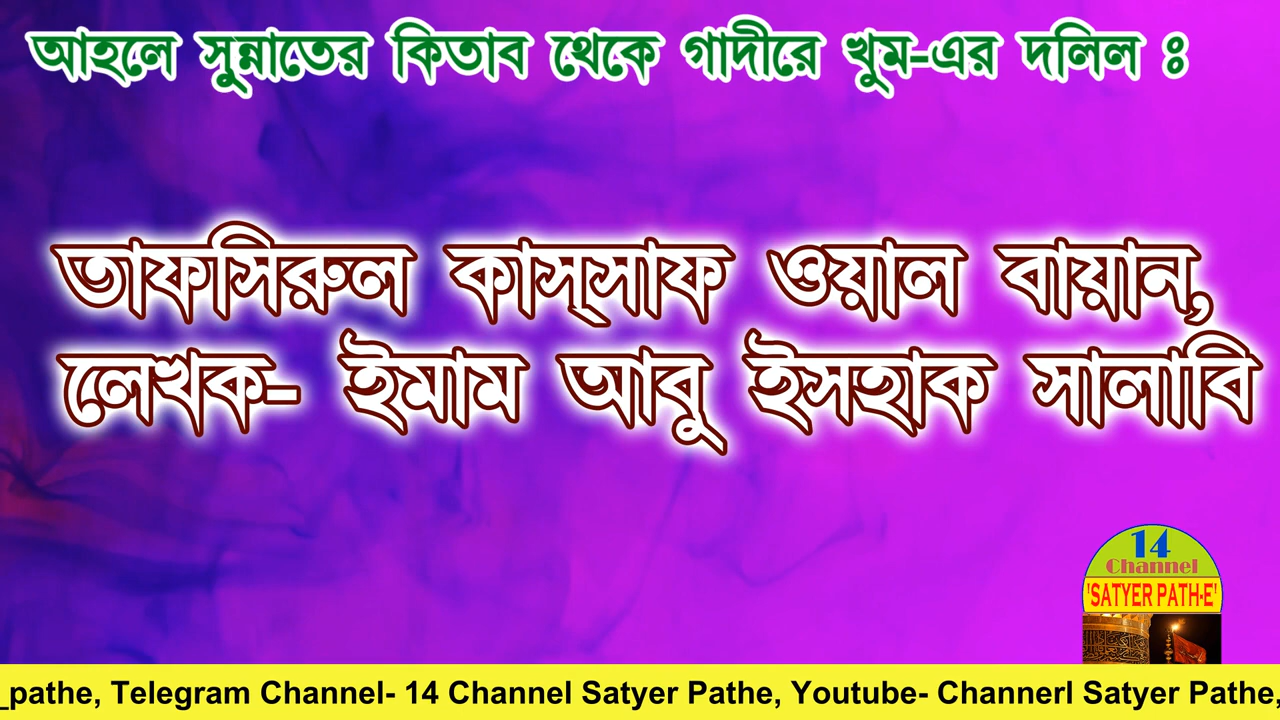 আহলে সুন্নাতের কিতাব থেকে গাদীরে খুম-এর দলিল ঃ
তাফসিরুল কাস্সাফ ওয়াল বায়ান,
লেখক- ইমাম আবু ইসহাক সালাবি
14
Channel
'SATYER PATH-E'
_pathe, Telegram Channel- 14 Channel Satyer Pathe, Youtube- Channerl Satyer Pathe,